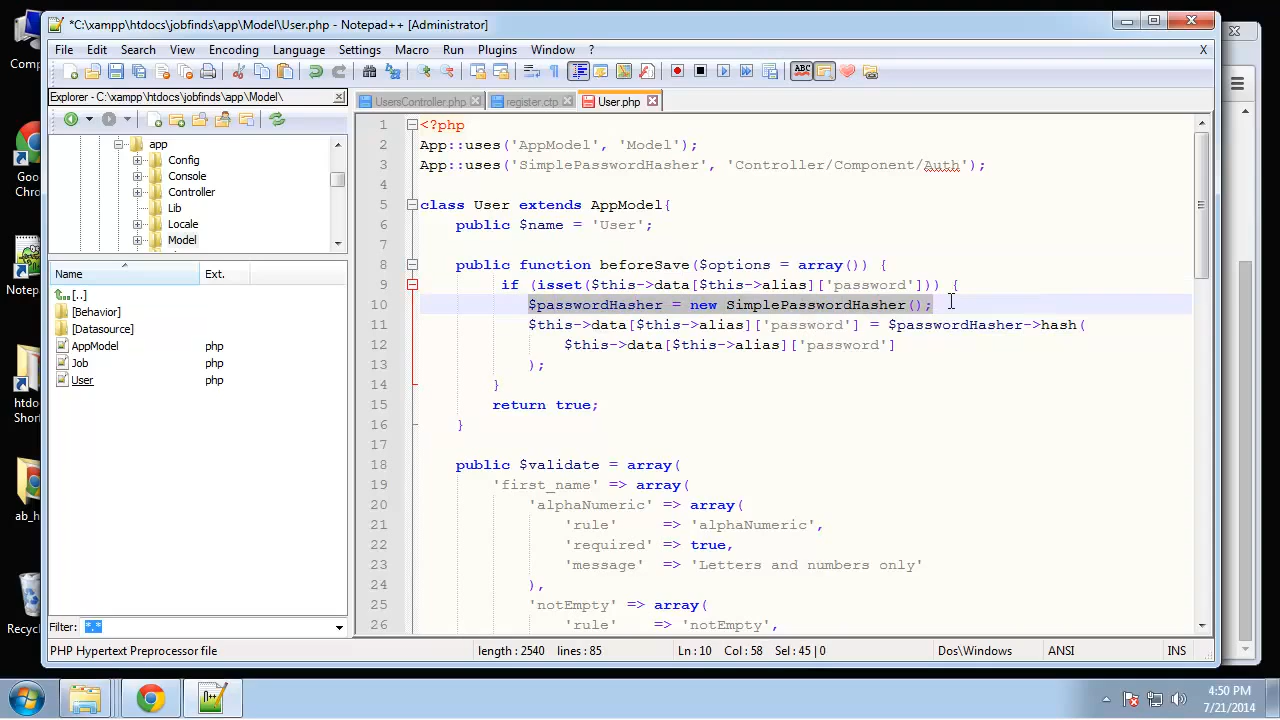 *C:\xampp\htdocs\jobfinds\app\Model\User.php - Notepad++ [Administrator]
File Edit Search View Encoding Language Settings Macro Run Plugins Window ? X
Explorer - C:\xampp\htdocs\jobfinds\app\Model\
UsersController.php register.ctp User.php
app
Config
Console
Controller
Lib
Locale
Model
Name Ext.
[..]
[Behavior]
[Datasource]
AppModel php
Job php
User php
Filter: *.*
1 <?php
2 App::uses('AppModel', 'Model');
3 App::uses('SimplePasswordHasher', 'Controller/Component/Auth');
4
5 class User extends AppModel{
6 public $name = 'User';
7
8 public function beforeSave($options = array()) {
9 if (isset($this->data[$this->alias]['password'])) {
10 $passwordHasher = new SimplePasswordHasher();
11 $this->data[$this->alias]['password'] = $passwordHasher->hash(
12 $this->data[$this->alias]['password']
13 );
14 }
15 return true;
16 }
17
18 public $validate = array(
19 'first_name' => array(
20 'alphaNumeric' => array(
21 'rule' => 'alphaNumeric',
22 'required' => true,
23 'message' => 'Letters and numbers only'
24 ),
25 'notEmpty' => array(
26 'rule' => 'notEmpty',
PHP Hypertext Preprocessor file length : 2540 lines : 85 Ln : 10 Col : 58 Sel : 45 | 0 Dos\Windows ANSI INS
Comp
Goo
Chro
Notep
htdo
Short
ab_h
Recyc
4:50 PM
7/21/2014